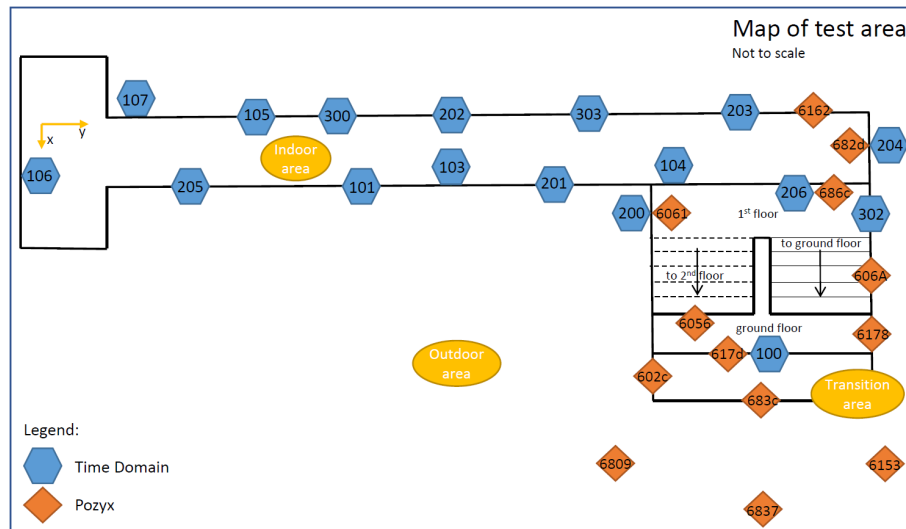 Map of test area
Not to scale
107
105
300
202
303
203
6162
x
y
Indoor
area
682d
204
106
205
101
103
201
104
206
686c
200
6061
1st floor
302
to ground floor
to 2nd floor
606A
6056
ground floor
6178
617d
100
Outdoor
area
602c
683c
Transition
area
Legend:
Time Domain
Pozyx
6809
6153
6837